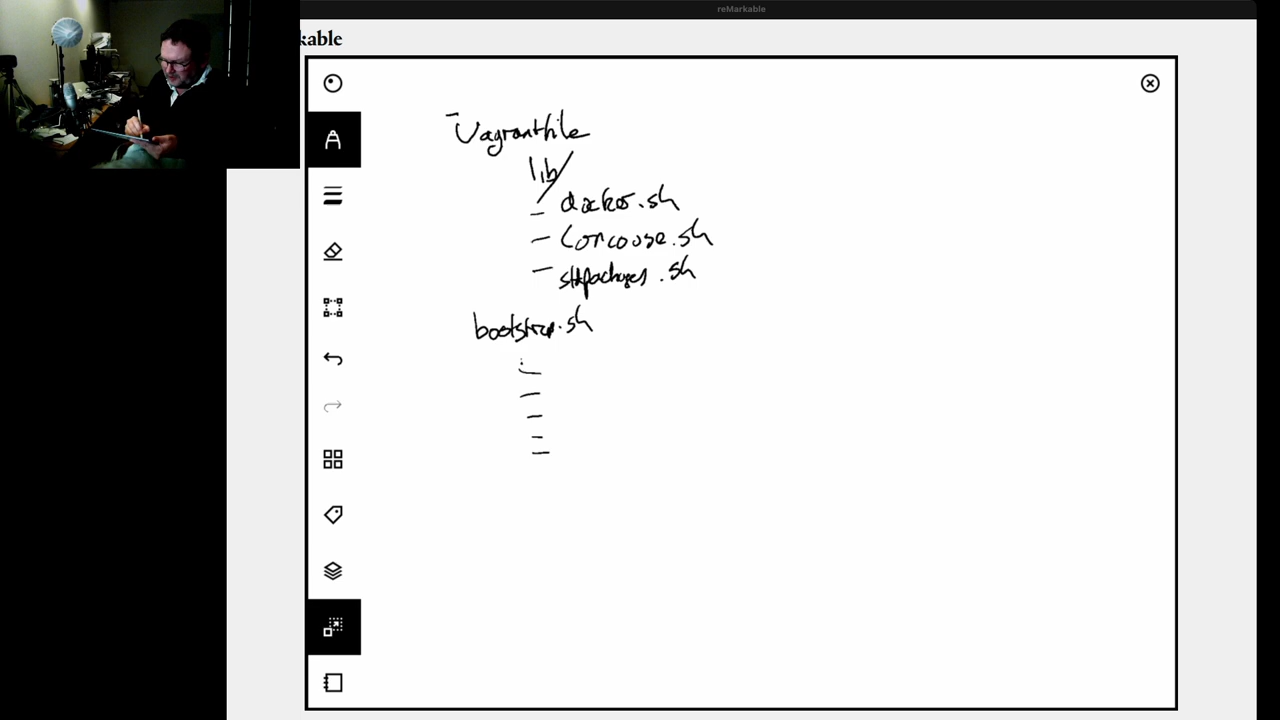 reMarkable
kable
- Vagrantfile
lib/
- docker.sh
- Concourse.sh
- stdpackages.sh
bootstrap.sh